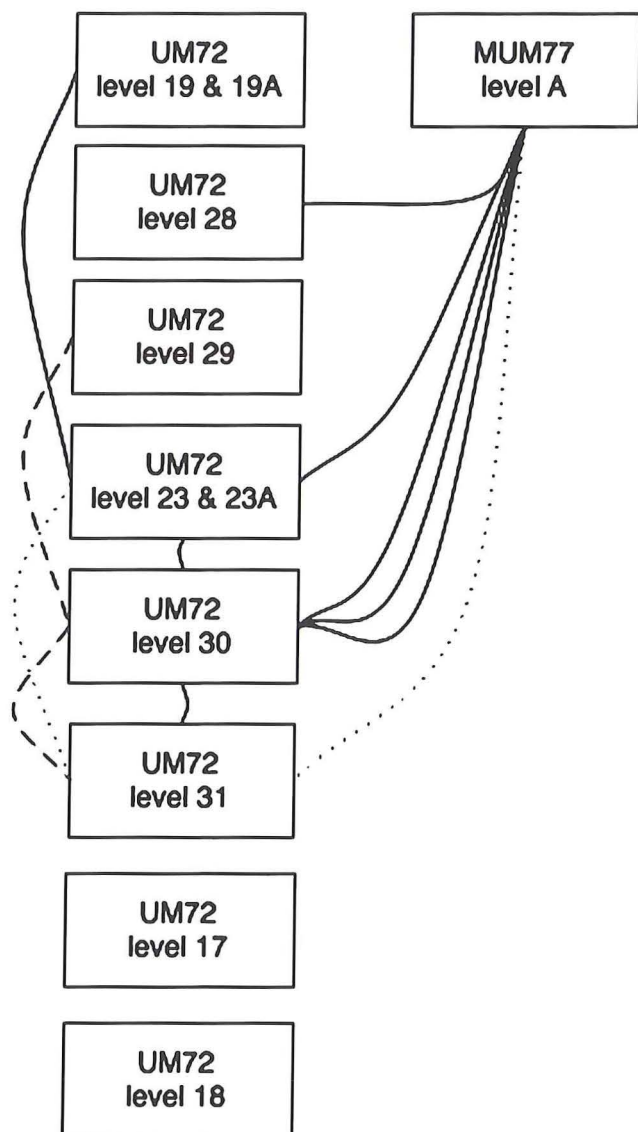 UM72
level 19 & 19A
MUM77
level A
UM72
level 28
UM72
level 29
UM72
level 23 & 23A
UM72
level 30
UM72
level 31
UM72
level 17
UM72
level 18